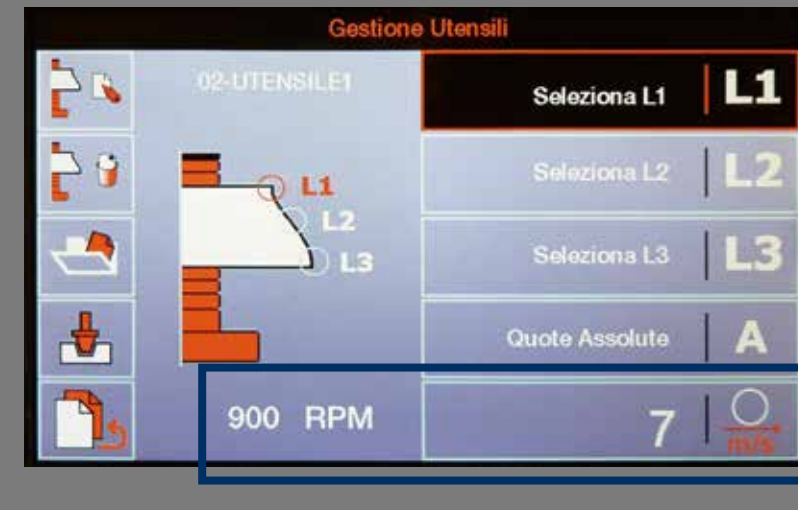 Gestione Utensili
02-UTENSILE1
Seleziona L1
L1
Seleziona L2
L2
Seleziona L3
L3
L1
L2
L3
Quote Assolute
A
900 RPM
7
m/s